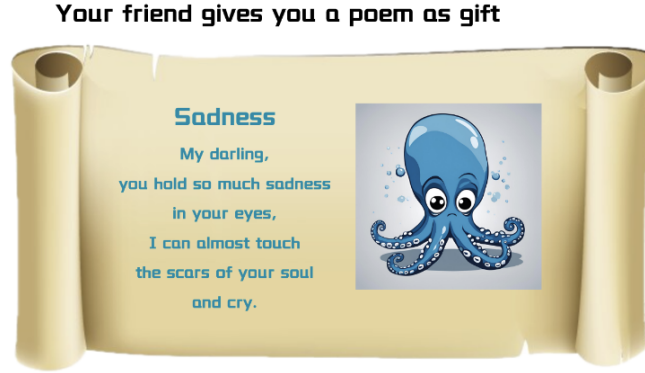 Your friend gives you a poem as gift
Sadness
My darling,
you hold so much sadness
in your eyes,
I can almost touch
the scars of your soul
and cry.